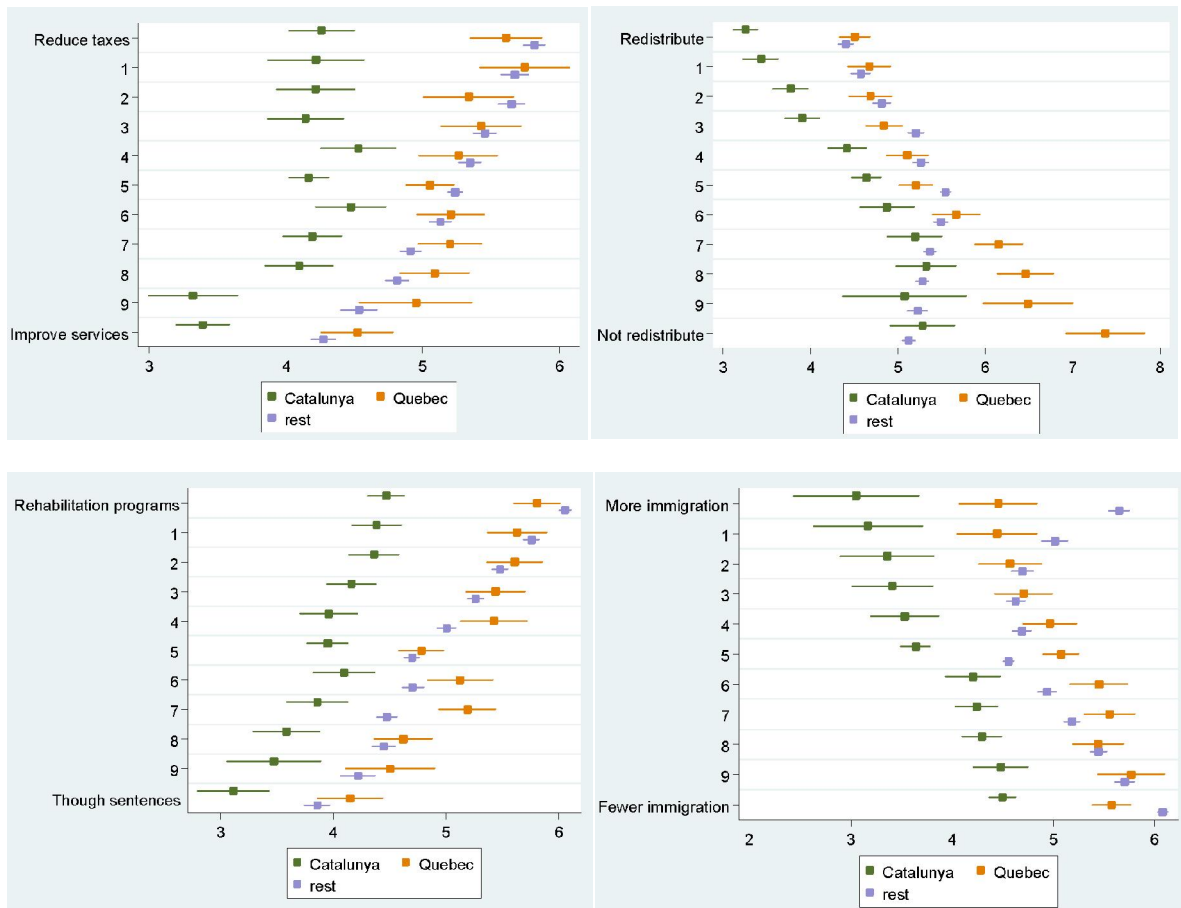 Reduce taxes
1
2
3
4
5
6
7
8
9
Improve services
3 4 5 6
Catalunya Quebec
rest
Redistribute
1
2
3
4
5
6
7
8
9
Not redistribute
3 4 5 6 7 8
Catalunya Quebec
rest
Rehabilitation programs
1
2
3
4
5
6
7
8
9
Though sentences
3 4 5 6
Catalunya Quebec
rest
More immigration
1
2
3
4
5
6
7
8
9
Fewer immigration
2 3 4 5 6
Catalunya Quebec
rest